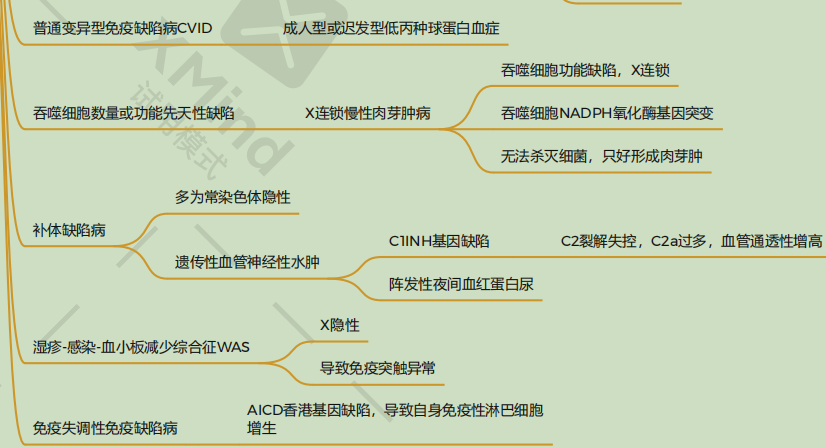 普通变异型免疫缺陷病CVID
成人型或迟发型低丙种球蛋白血症
吞噬细胞功能缺陷，X连锁
吞噬细胞数量或功能先天性缺陷
X连锁慢性肉芽肿病
吞噬细胞NADPH氧化酶基因突变
无法杀灭细菌，只好形成肉芽肿
补体缺陷病
多为常染色体隐性
遗传性血管神经性水肿
C1INH基因缺陷
C2裂解失控，C2a过多，血管通透性增高
阵发性夜间血红蛋白尿
湿疹-感染-血小板减少综合征WAS
X隐性
导致免疫突触异常
免疫失调性免疫缺陷病
AICD香港基因缺陷，导致自身免疫性淋巴细胞
增生
XMind
试用模式